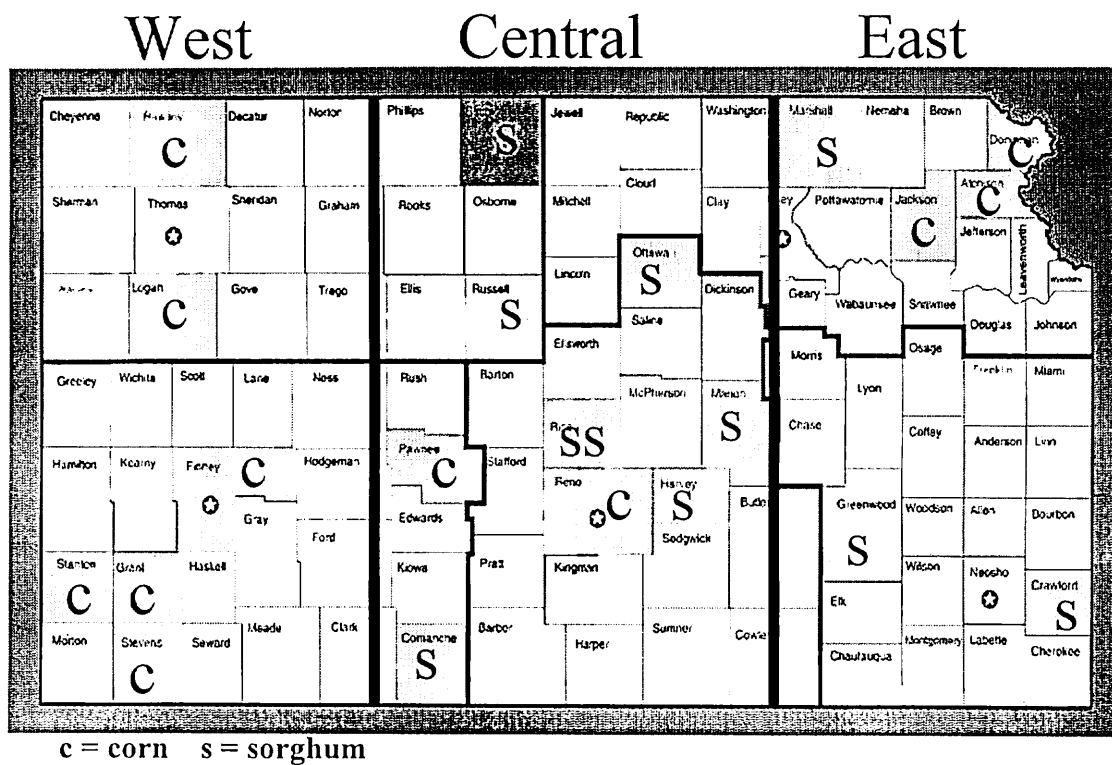 West Central East
Cheyenne Decatur Norton Phillips Jewell Republic Washington Marshall Nemaha Brown
C S S Doniphan C
Sherman Thomas Sheridan Graham Rooks Osborne Mitchell Cloud Clay Pottawatomie Jackson Atchison
C C Jefferson Leavenworth
Logan Gove Trego Ellis Russell Lincoln Ottawa Dickinson Geary Wabaunsee Shawnee
C S S Saline Douglas Johnson
Ellsworth Morris Osage
Greeley Wichita Scott Lane Ness Rush Barton McPherson Marion Lyon Franklin Miami
Rice SS S Chase Coffey Anderson Linn
Hamilton Kearny Finney C Hodgeman Pawnee C Stafford Reno C Harvey S
Gray Ford Edwards Sedgwick Greenwood Woodson Allen Bourbon
Stanton Grant Haskell Kiowa Pratt Kingman S Wilson Neosho Crawford
C C Elk S
Morton Stevens Seward Meade Clark Comanche Barber Harper Sumner Chautauqua Montgomery Labette Cherokee
C S
c = corn s = sorghum